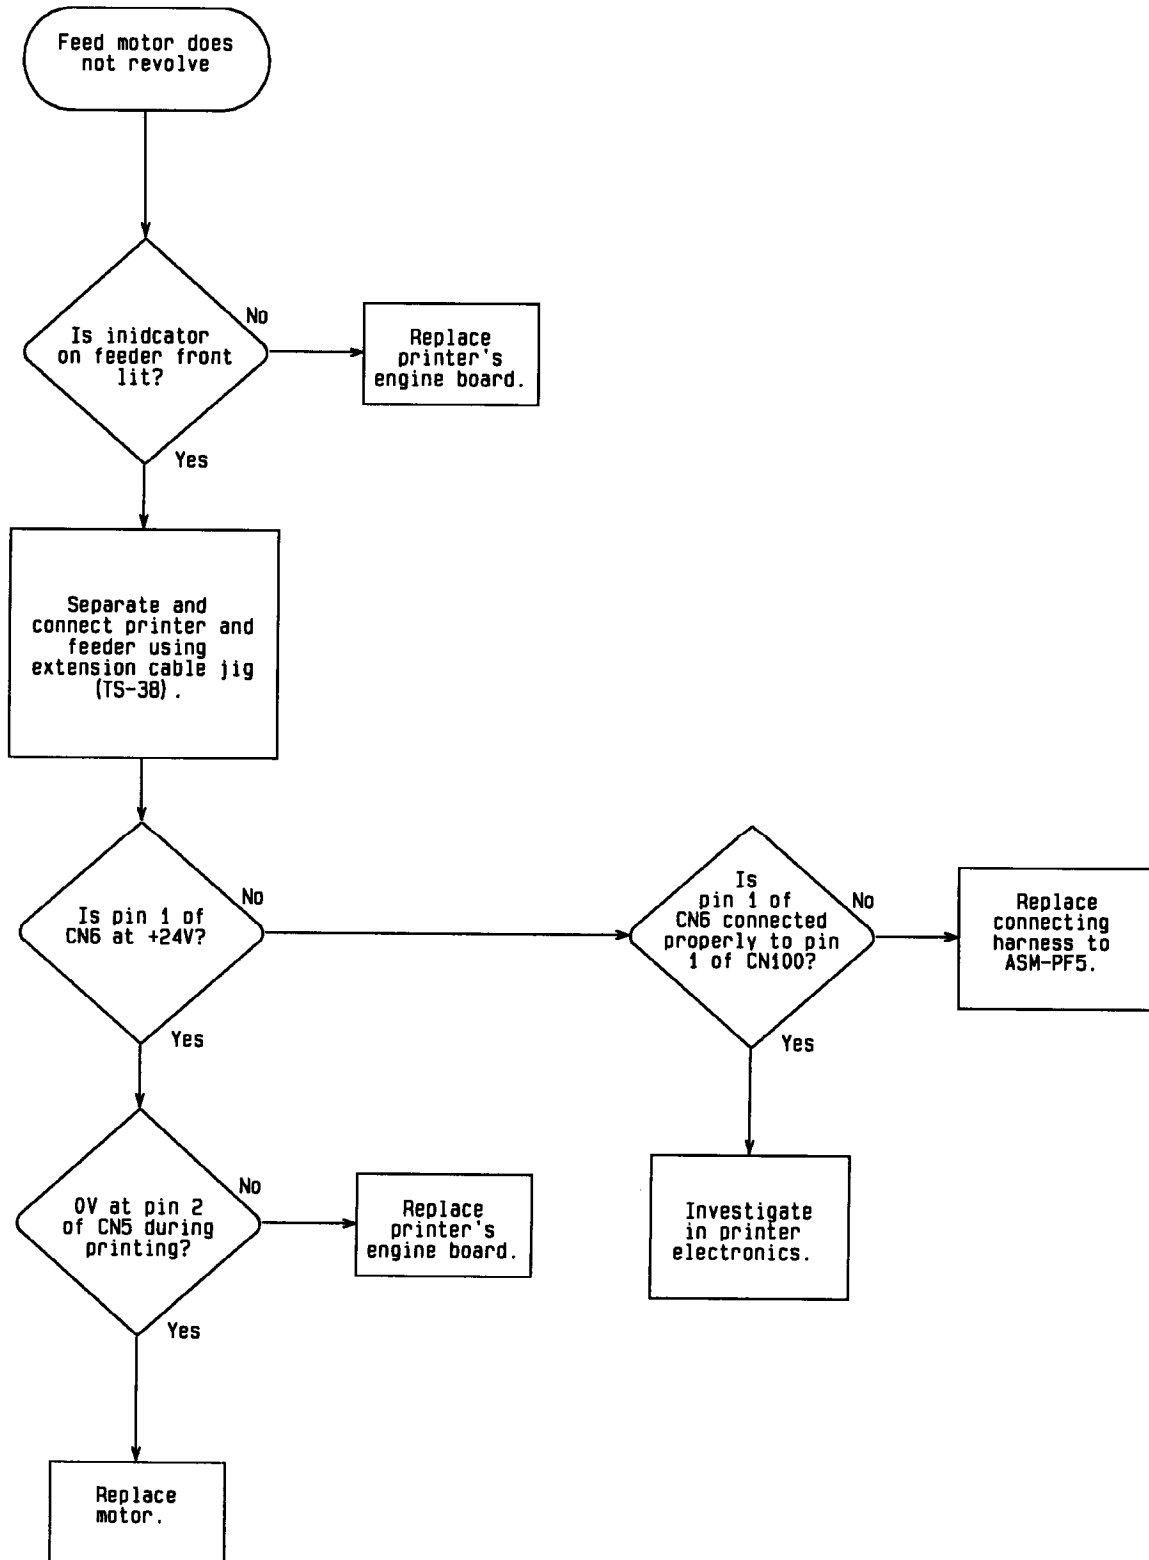 Feed motor does
not revolve
No
Is inidcator
on feeder front
lit?
Replace
printer's
engine board.
Yes
Separate and
connect printer and
feeder using
extension cable jig
(TS-38).
No
Is pin 1 of
CN6 at +24V?
Is
pin 1 of
CN6 connected
properly to pin
1 of CN100?
No
Replace
connecting
harness to
ASM-PF5.
Yes
Yes
No
0V at pin 2
of CN5 during
printing?
Replace
printer's
engine board.
Investigate
in printer
electronics.
Yes
Replace
motor.